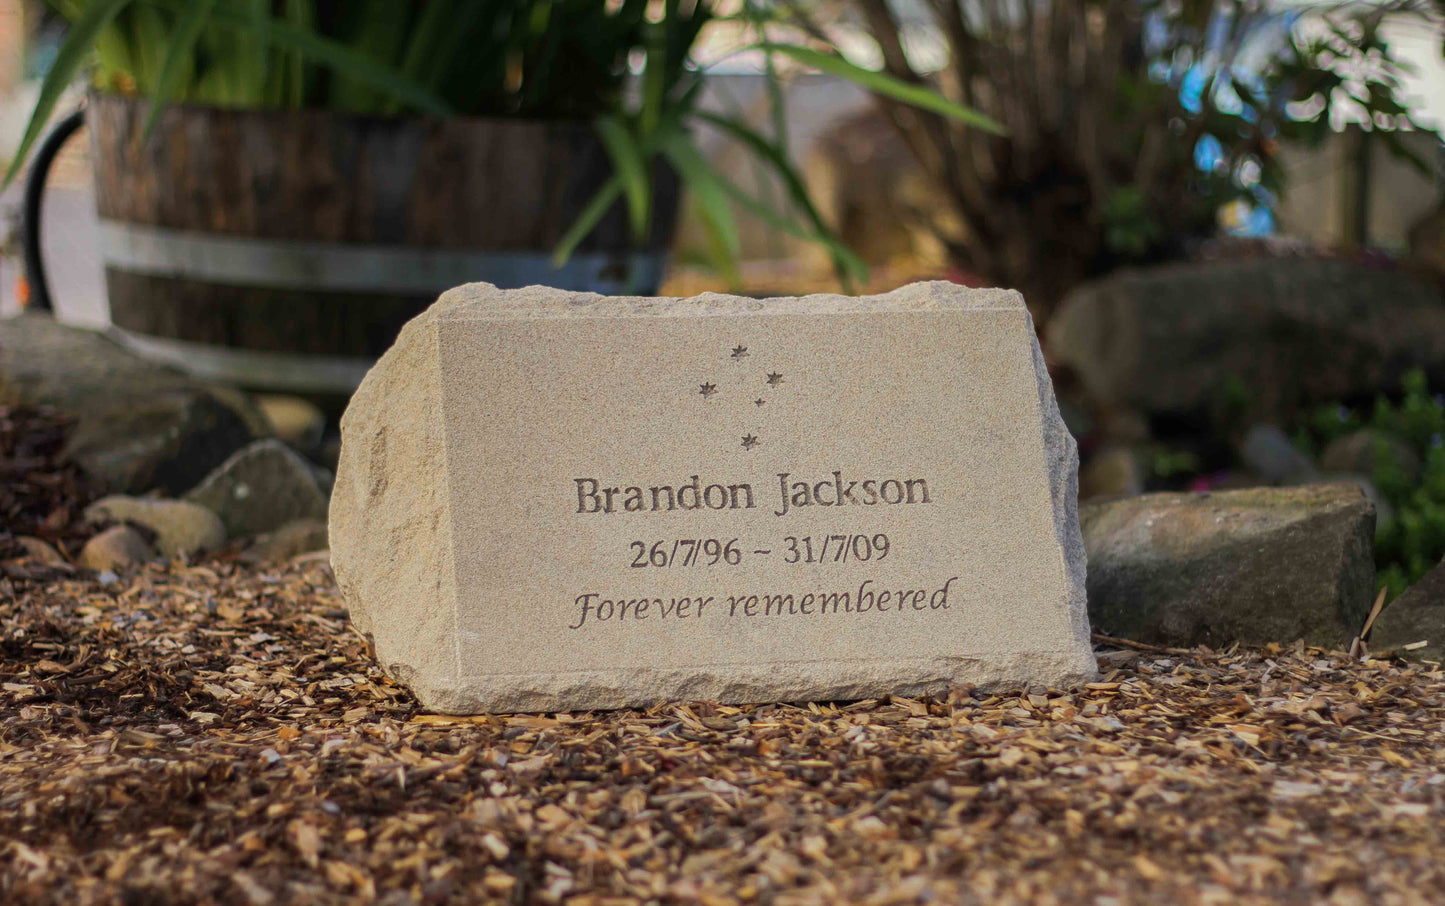 Brandon Jackson
26/7/96 ~ 31/7/09
Forever remembered